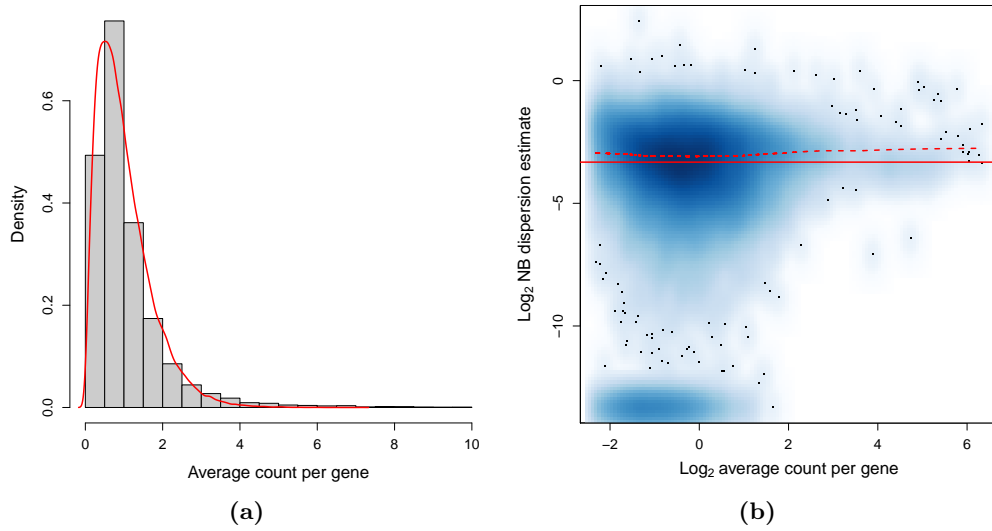 0.0 0.2 0.4 0.6
Density
0 2 4 6 8 10
Average count per gene
(a)
0
−5
−10
Log2 NB dispersion estimate
−2 0 2 4 6
Log2 average count per gene
(b)